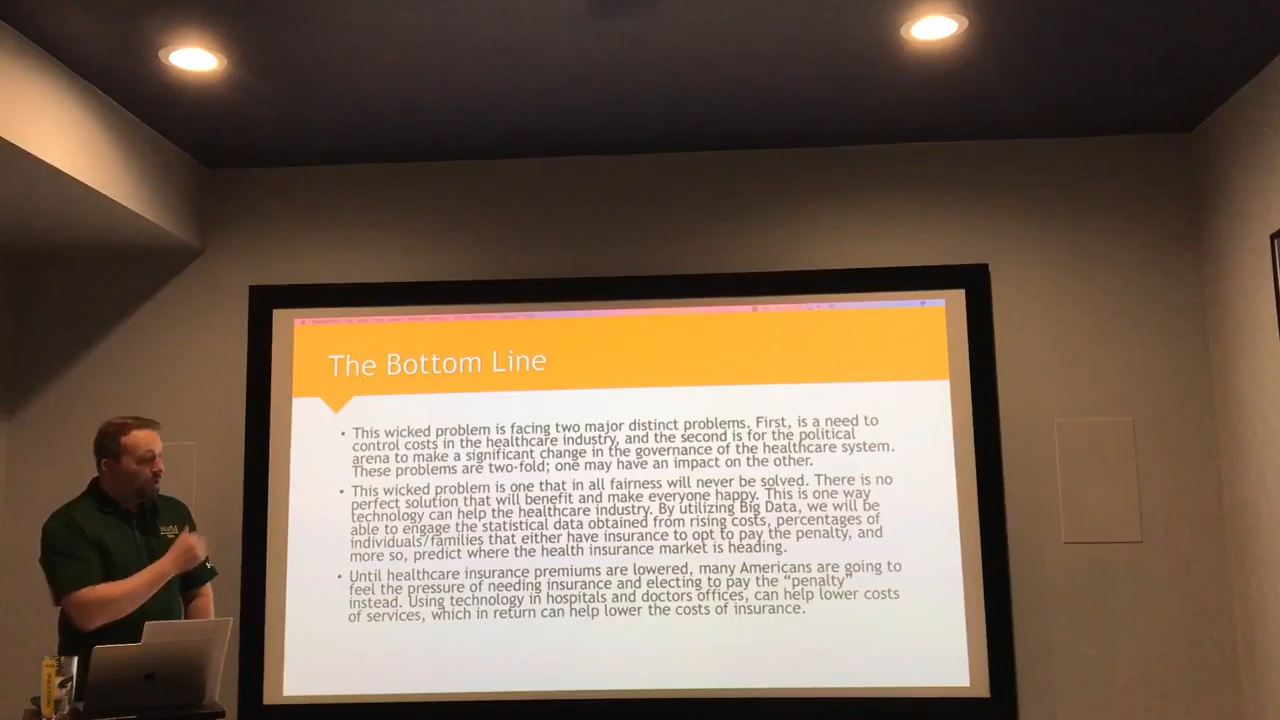 The Bottom Line
This wicked problem is facing two major distinct problems. First, is a need to
control costs in the healthcare industry, and the second is for the political
arena to make a significant change in the governance of the healthcare system.
These problems are two-fold; one may have an impact on the other.
This wicked problem is one that in all fairness will never be solved. There is no
perfect solution that will benefit and make everyone happy. This is one way
technology can help the healthcare industry. By utilizing Big Data, we will be
able to engage the statistical data obtained from rising costs, percentages of
individuals/families that either have insurance to opt to pay the penalty, and
more so, predict where the health insurance market is heading.
Until healthcare insurance premiums are lowered, many Americans are going to
feel the pressure of needing insurance and electing to pay the “penalty”
instead. Using technology in hospitals and doctors offices, can help lower costs
of services, which in return can help lower the costs of insurance.